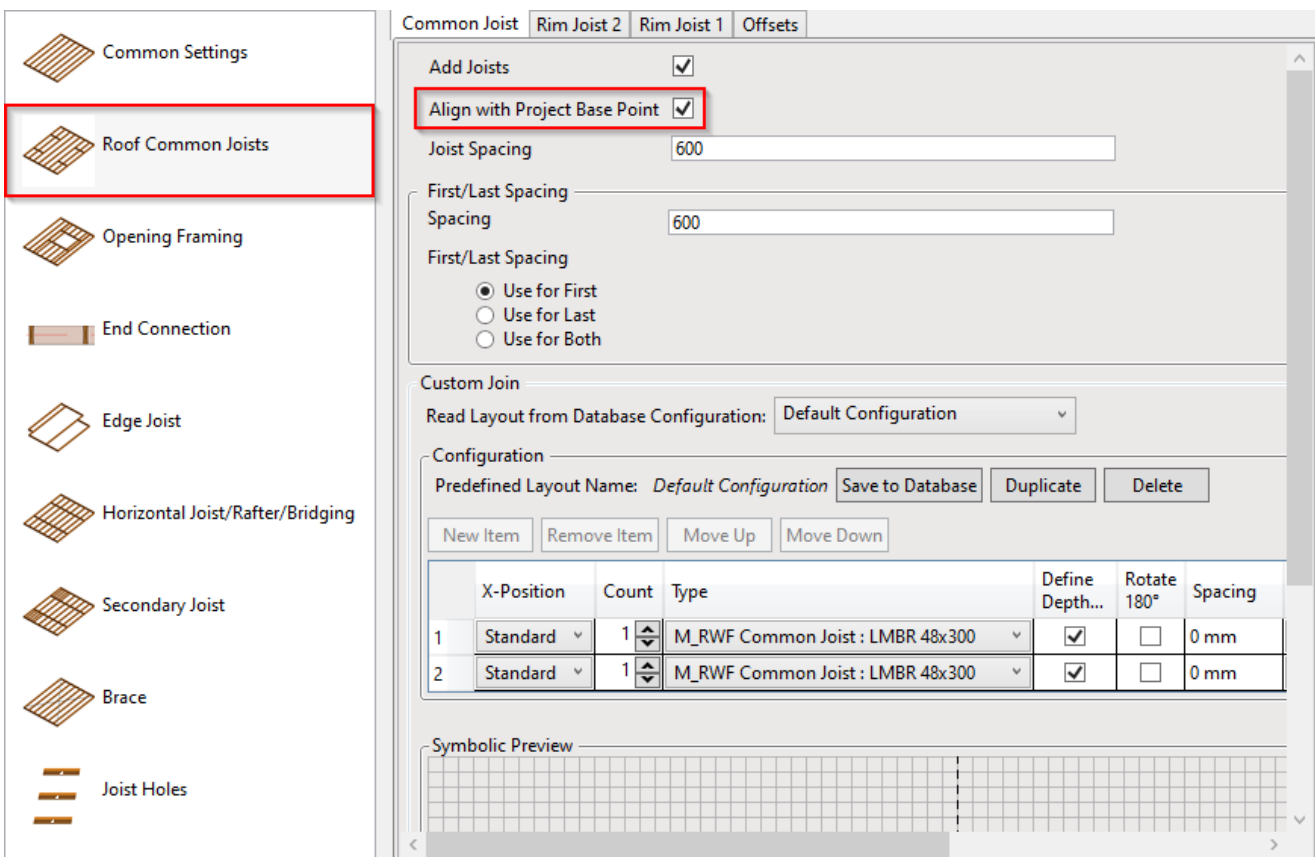 Common Settings
Roof Common Joists
Opening Framing
End Connection
Edge Joist
Horizontal Joist/Rafter/Bridging
Secondary Joist
Brace
Joist Holes
Common Joist Rim Joist 2 Rim Joist 1 Offsets
Add Joists
Align with Project Base Point
Joist Spacing 600
First/Last Spacing
Spacing 600
First/Last Spacing
Use for First
Use for Last
Use for Both
Custom Join
Read Layout from Database Configuration: Default Configuration
Configuration
Predefined Layout Name: Default Configuration Save to Database Duplicate Delete
New Item Remove Item Move Up Move Down
X-Position Count Type Define Depth... Rotate 180° Spacing
1 Standard 1 M_RWF Common Joist : LMBR 48x300 0 mm
2 Standard 1 M_RWF Common Joist : LMBR 48x300 0 mm
Symbolic Preview